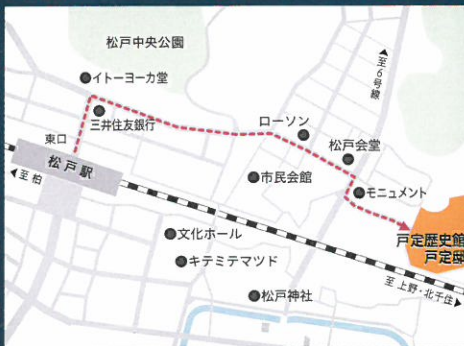 松戸中央公園
イトーヨーカ堂
至6号線
三井住友銀行
ローソン
東口
松戸会堂
松戸駅
市民会館
モニュメント
至柏
戸定歴史館
戸定
文化ホール
キテミテマツド
至 上野・北千住
松戸神社